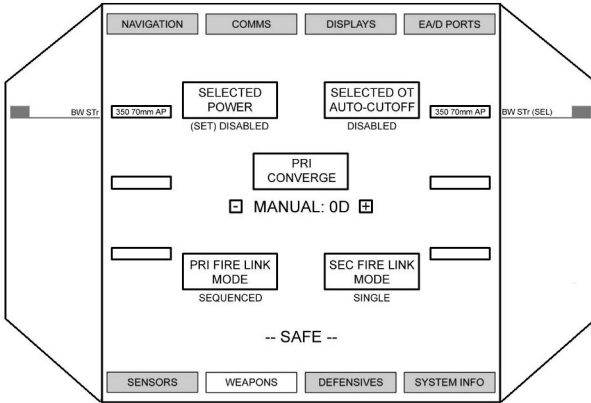 NAVIGATION COMMS DISPLAYS EA/D PORTS
SELECTED POWER
(SET) DISABLED
SELECTED OT AUTO-CUTOFF
DISABLED
BW STr 350 70mm AP
350 70mm AP BW STr (SEL)
PRI CONVERGE
- MANUAL: 0D +
PRI FIRE LINK MODE
SEQUENCED
SEC FIRE LINK MODE
SINGLE
-- SAFE --
SENSORS WEAPONS DEFENSIVES SYSTEM INFO